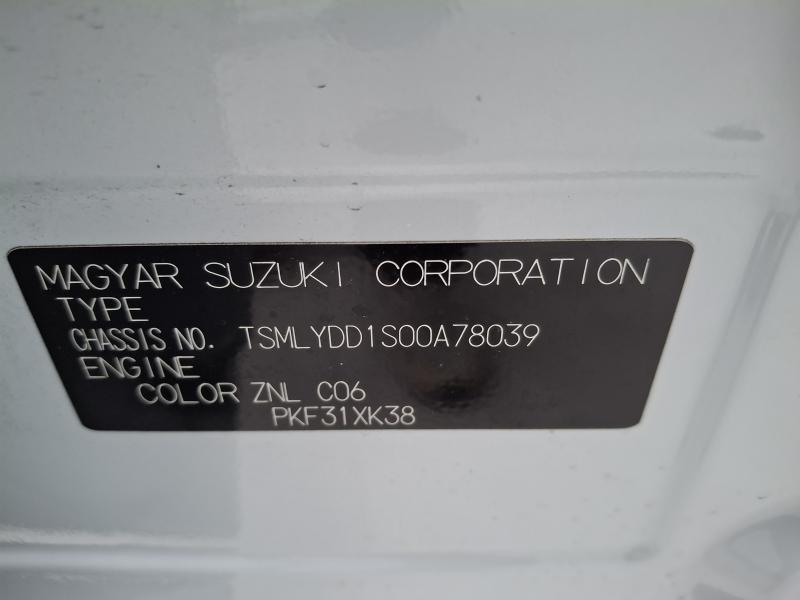 MAGYAR SUZUKI CORPORATION
TYPE
CHASSIS NO. TSMLYDD1S00A78039
ENGINE
COLOR ZNL C06
PKF31XK38